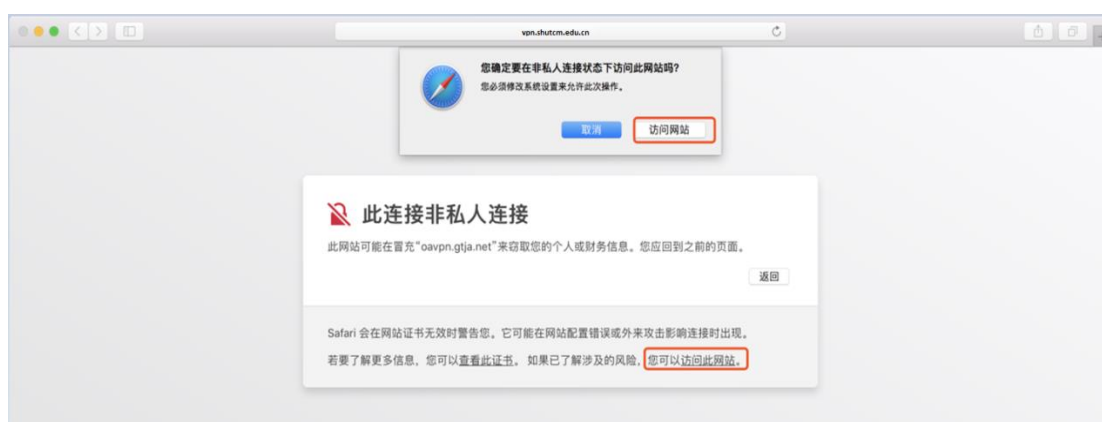 vpn.shutcm.edu.cn
您确定要在非私人连接状态下访问此网站吗?
您必须修改系统设置来允许此次操作。
取消
访问网站
此连接非私人连接
此网站可能在冒充“oavpn.gtja.net”来窃取您的个人或财务信息。您应回到之前的页面。
返回
Safari 会在网站证书无效时警告您。它可能在网站配置错误或外来攻击影响连接时出现。
若要了解更多信息，您可以查看此证书。 如果已了解涉及的风险，您可以访问此网站。